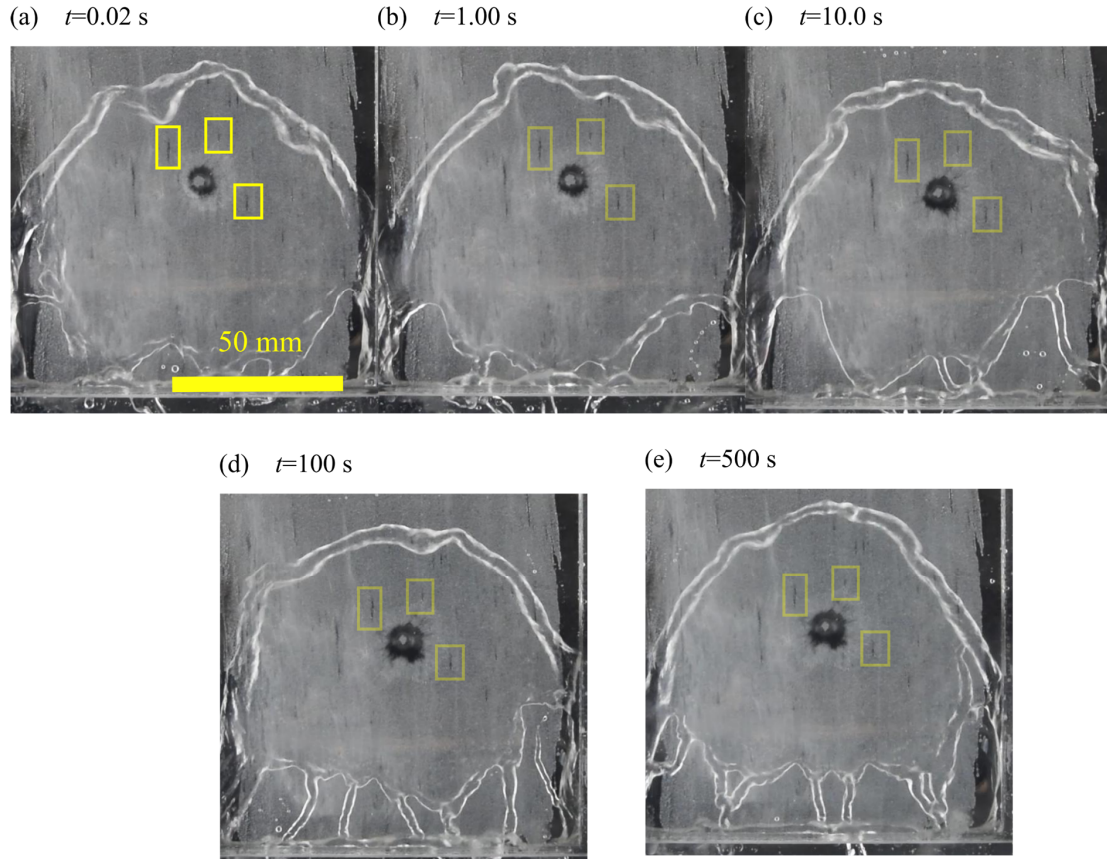 (a) t=0.02 s
(b) t=1.00 s
(c) t=10.0 s
50 mm
(d) t=100 s
(e) t=500 s